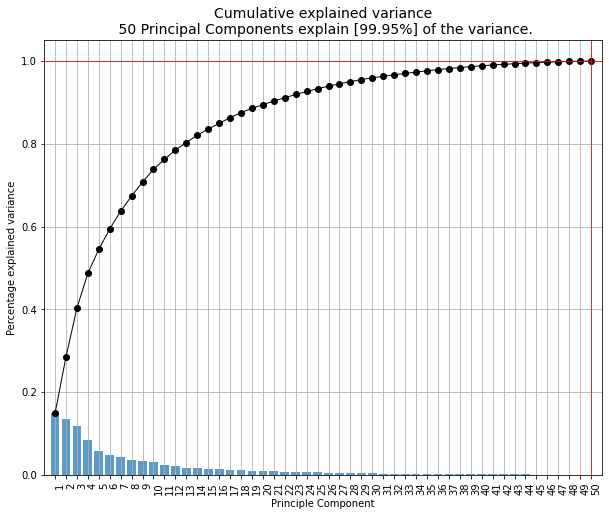 Cumulative explained variance
50 Principal Components explain [99.95%] of the variance.
Percentage explained variance
1.0
0.8
0.6
0.4
0.2
0.0
1 2 3 4 5 6 7 8 9 10 11 12 13 14 15 16 17 18 19 20 21 22 23 24 25 26 27 28 29 30 31 32 33 34 35 36 37 38 39 40 41 42 43 44 45 46 47 48 49 50
Principle Component